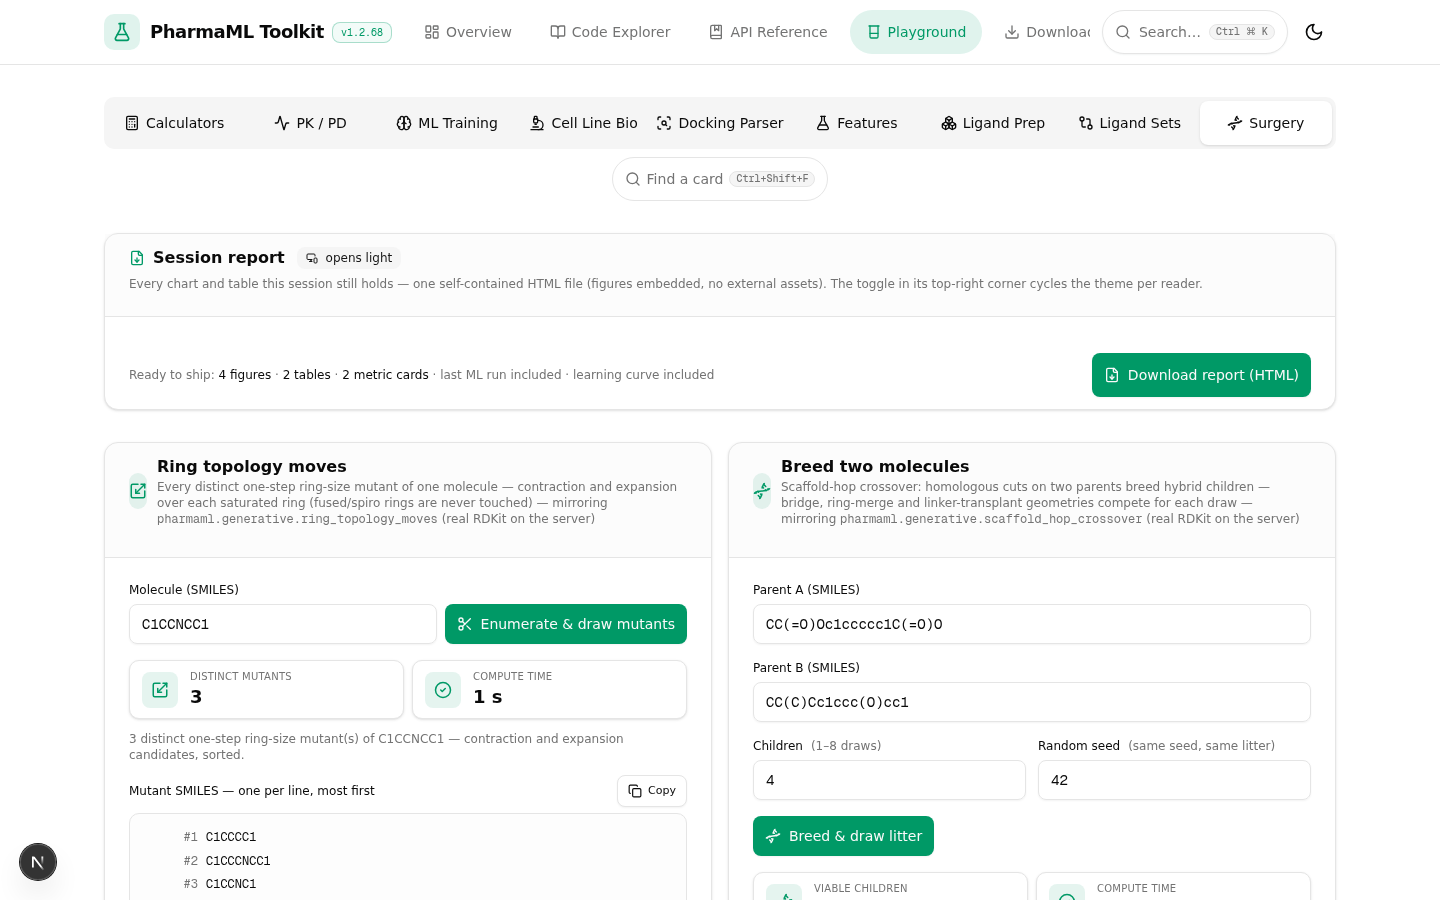 PharmaML Toolkit v1.2.68 Overview Code Explorer API Reference Playground Download Search... Ctrl ⌘ K
Calculators PK / PD ML Training Cell Line Bio Docking Parser Features Ligand Prep Ligand Sets Surgery
Find a card Ctrl+Shift+F
Session report opens light
Every chart and table this session still holds — one self-contained HTML file (figures embedded, no external assets). The toggle in its top-right corner cycles the theme per reader.
Ready to ship: 4 figures · 2 tables · 2 metric cards · last ML run included · learning curve included
Download report (HTML)
Ring topology moves
Every distinct one-step ring-size mutant of one molecule — contraction and expansion
over each saturated ring (fused/spiro rings are never touched) — mirroring
pharmaml.generative.ring_topology_moves (real RDKit on the server)
Molecule (SMILES)
C1CCNCC1
Enumerate & draw mutants
DISTINCT MUTANTS
3
COMPUTE TIME
1 s
3 distinct one-step ring-size mutant(s) of C1CCNCC1 — contraction and expansion
candidates, sorted.
Mutant SMILES — one per line, most first
Copy
#1 C1CCCC1
#2 C1CCCNCC1
#3 C1CCNC1
Breed two molecules
Scaffold-hop crossover: homologous cuts on two parents breed hybrid children —
bridge, ring-merge and linker-transplant geometries compete for each draw —
mirroring pharmaml.generative.scaffold_hop_crossover (real RDKit on the server)
Parent A (SMILES)
CC(=O)Oc1ccccc1C(=O)O
Parent B (SMILES)
CC(C)Cc1ccc(O)cc1
Children (1–8 draws)
4
Random seed (same seed, same litter)
42
Breed & draw litter
VIABLE CHILDREN
COMPUTE TIME